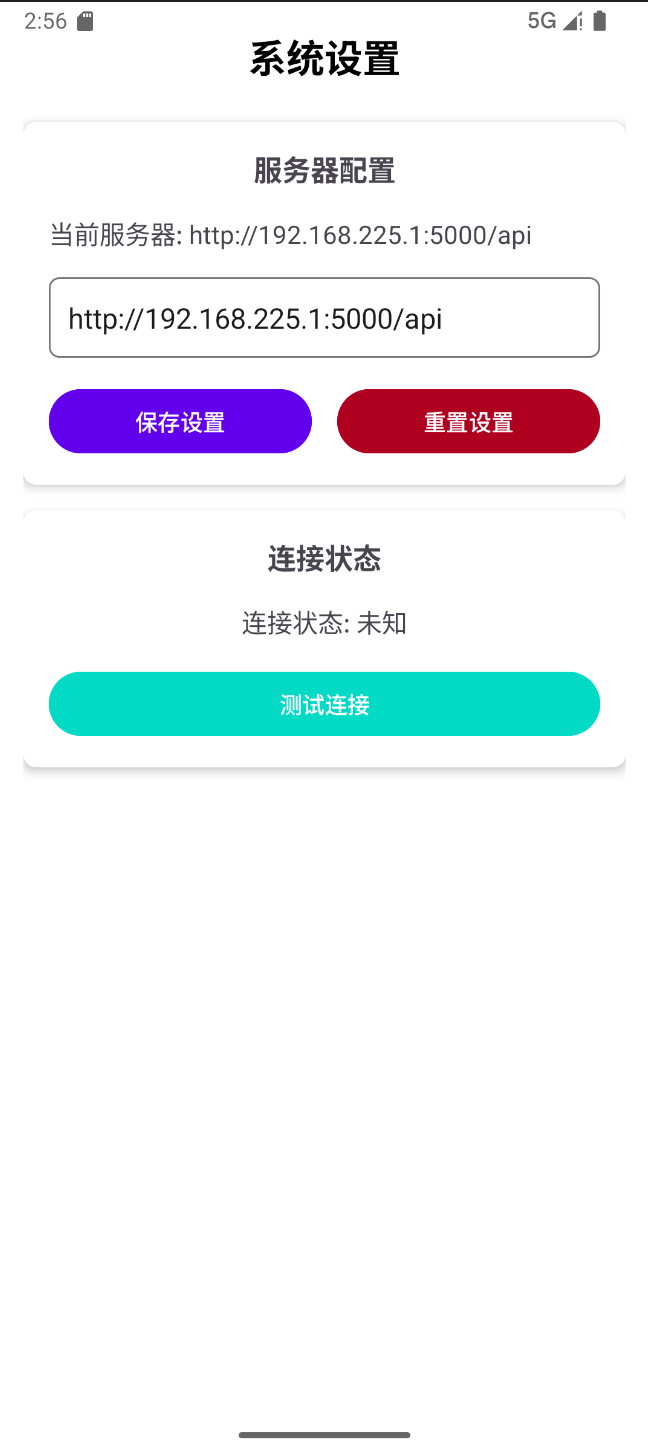 2:56 5G
系统设置
服务器配置
当前服务器: http://192.168.225.1:5000/api
http://192.168.225.1:5000/api
保存设置 重置设置
连接状态
连接状态: 未知
测试连接